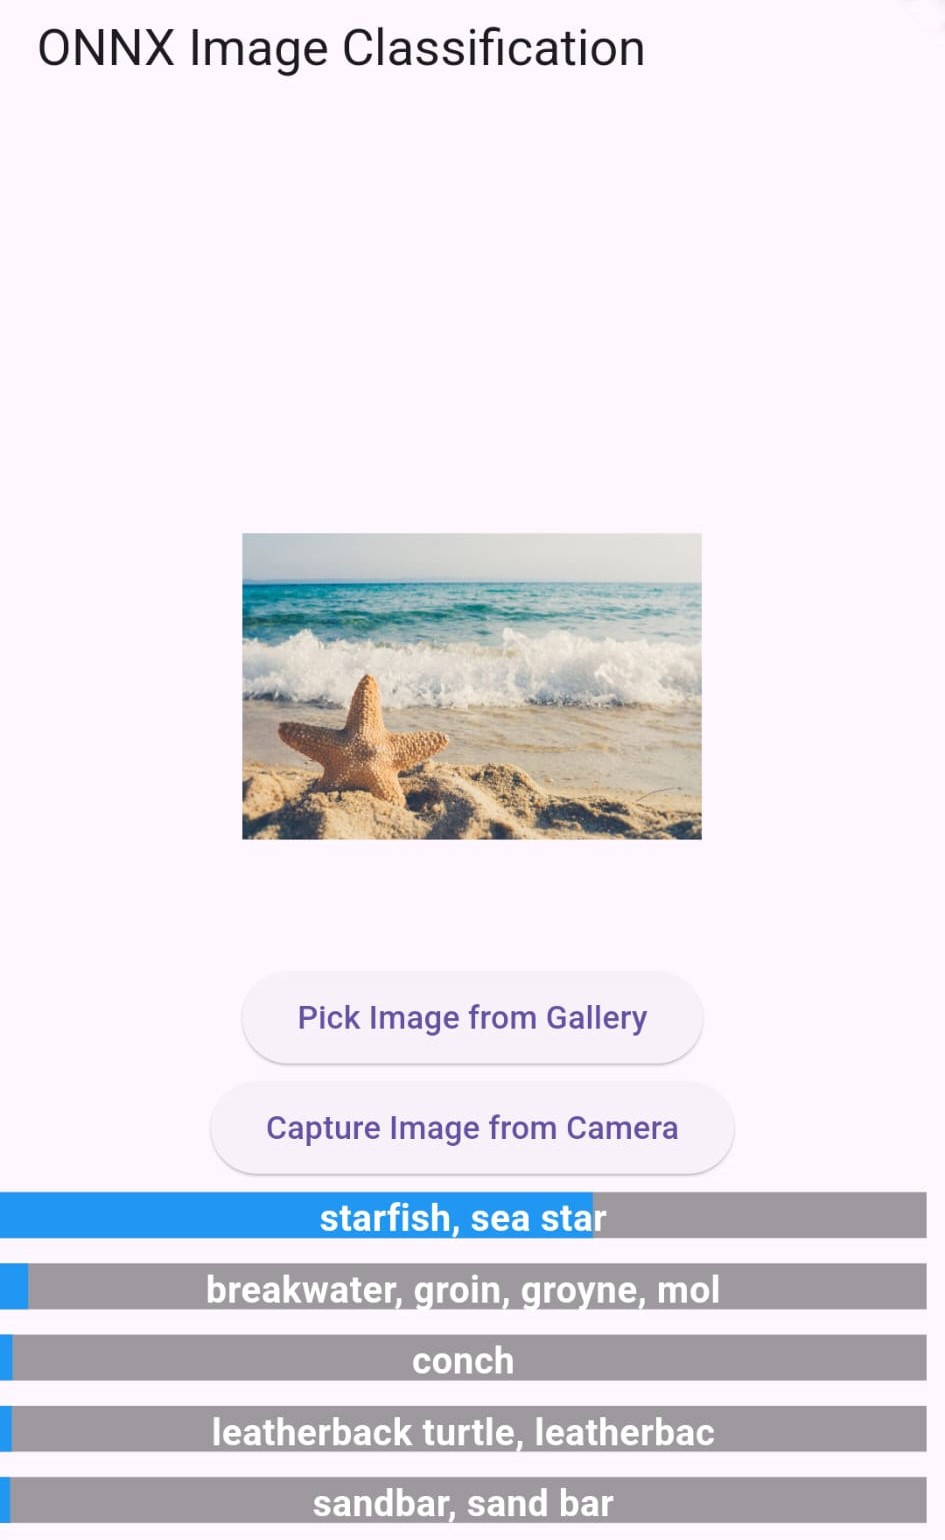 ONNX Image Classification
Pick Image from Gallery
Capture Image from Camera
starfish, sea star
breakwater, groin, groyne, mol
conch
leatherback turtle, leatherbac
sandbar, sand bar